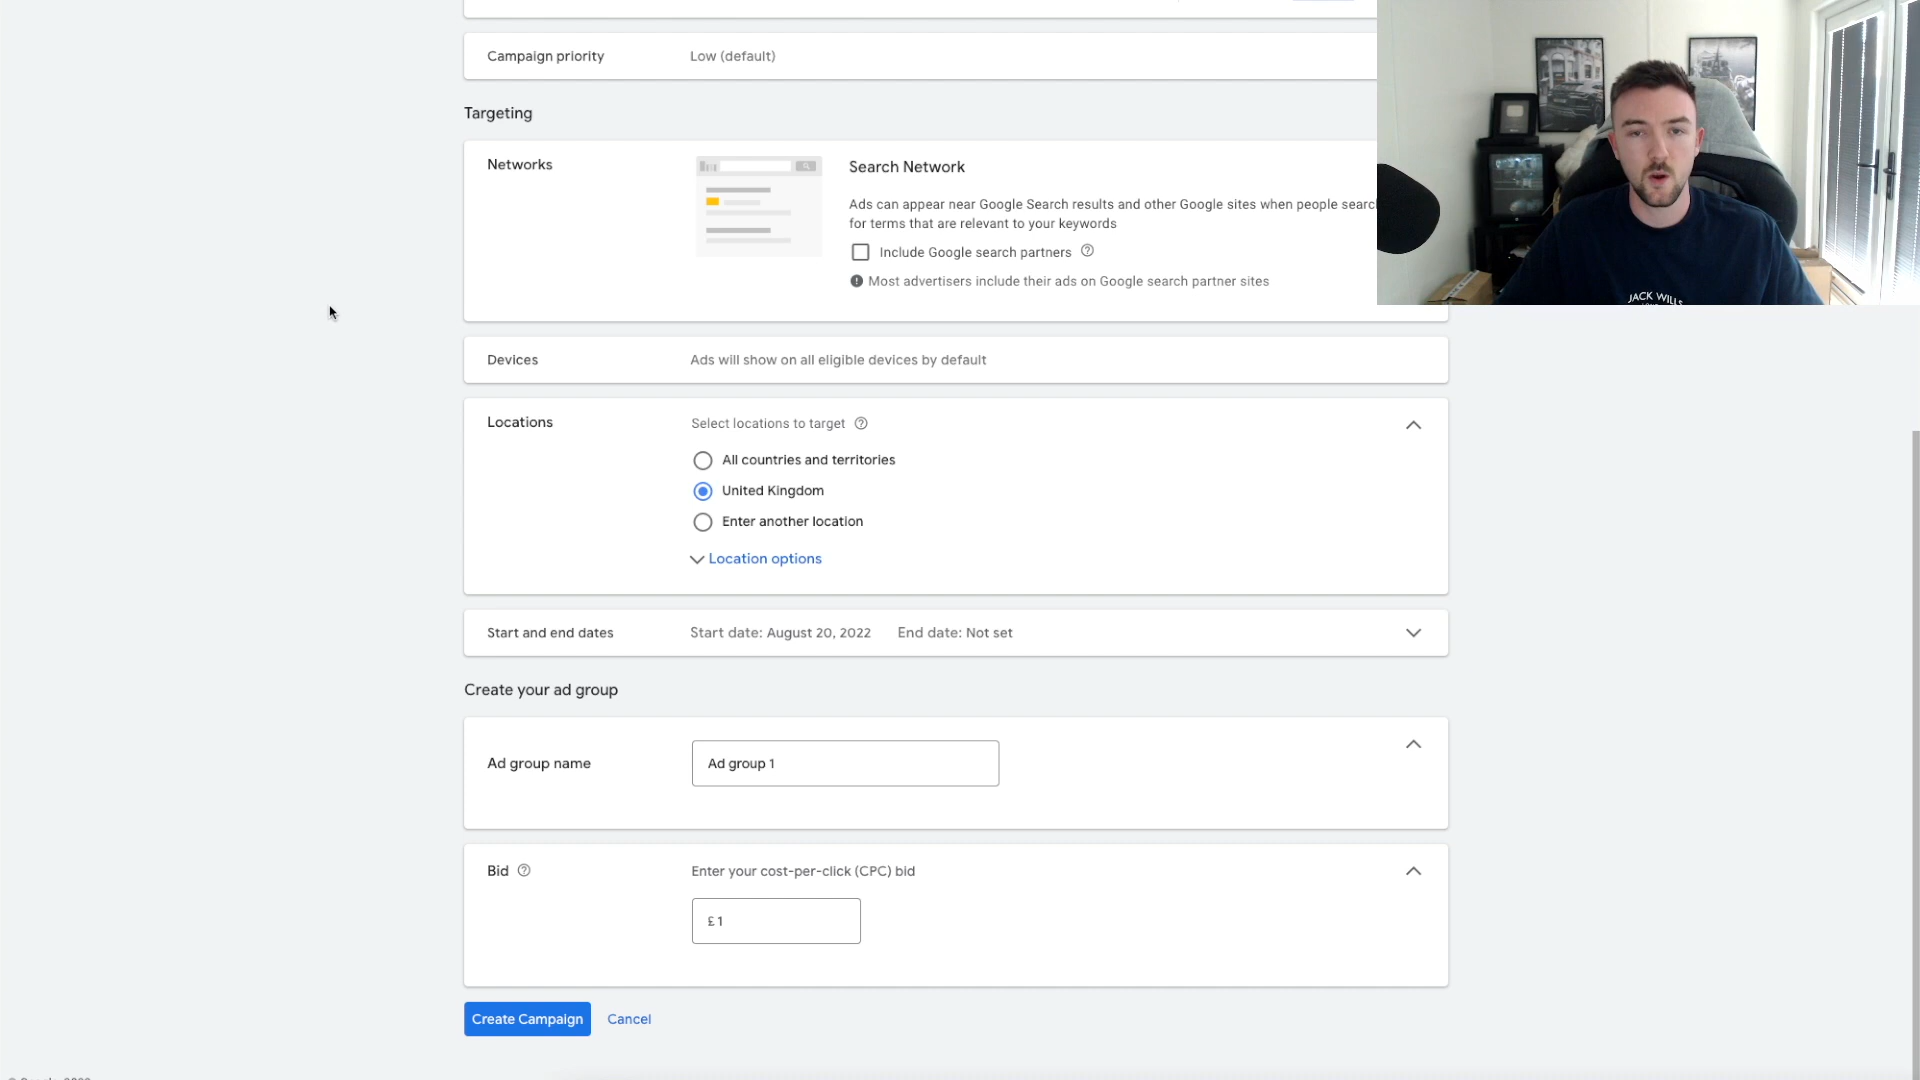 Campaign priority Low (default)
Targeting
Networks
Search Network
Ads can appear near Google Search results and other Google sites when people search
for terms that are relevant to your keywords
Include Google search partners
Most advertisers include their ads on Google search partner sites
JACK WILLS
Devices Ads will show on all eligible devices by default
Locations Select locations to target
All countries and territories
United Kingdom
Enter another location
Location options
Start and end dates Start date: August 20, 2022 End date: Not set
Create your ad group
Ad group name Ad group 1
Bid Enter your cost-per-click (CPC) bid
£ 1
Create Campaign Cancel